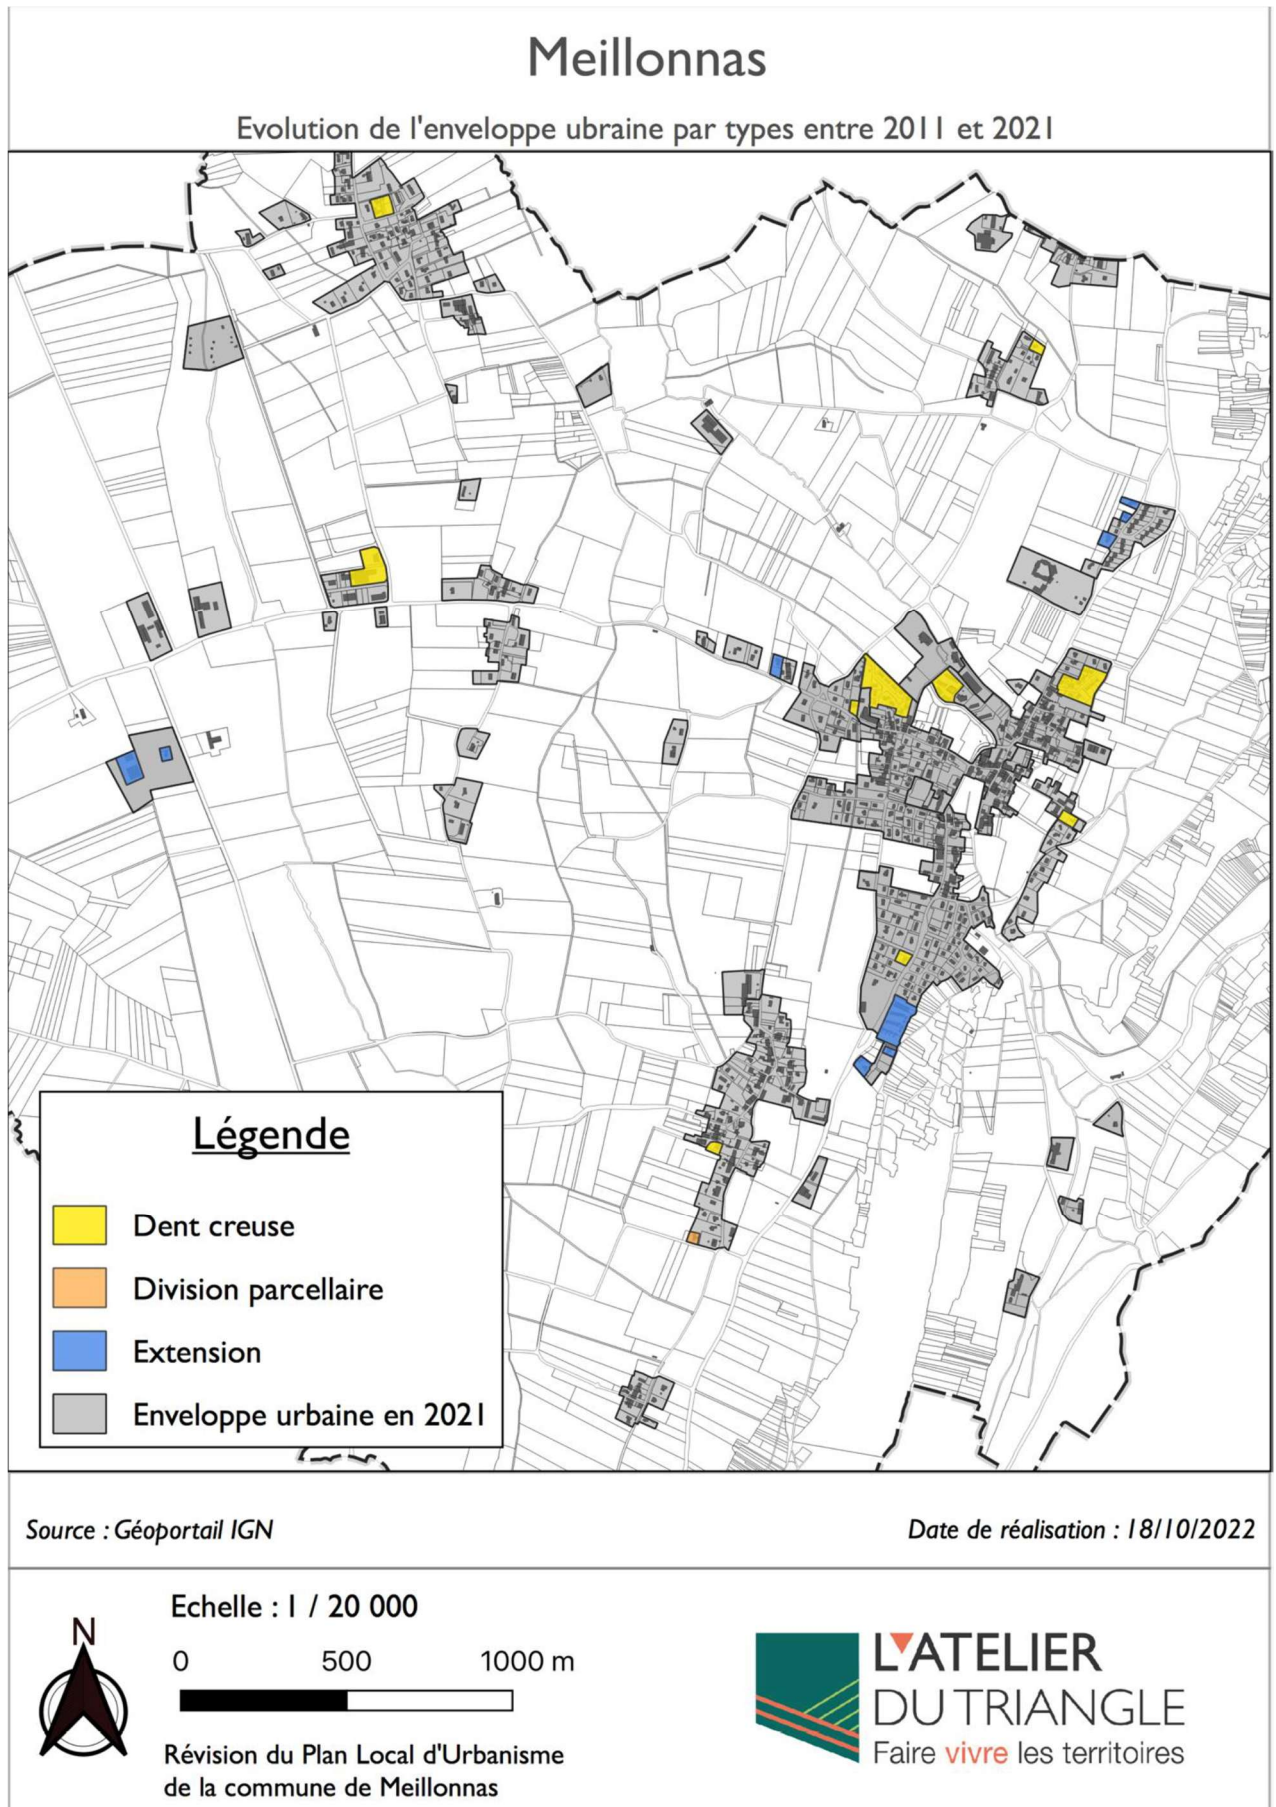 Meillonnas
Evolution de l'enveloppe ubraine par types entre 2011 et 2021
Légende
Dent creuse
Division parcellaire
Extension
Enveloppe urbaine en 2021
Source : Géoportail IGN
Date de réalisation : 18/10/2022
N
Echelle : 1 / 20 000
0 500 1000 m
Révision du Plan Local d'Urbanisme
de la commune de Meillonnas
L'ATELIER
DU TRIANGLE
Faire vivre les territoires